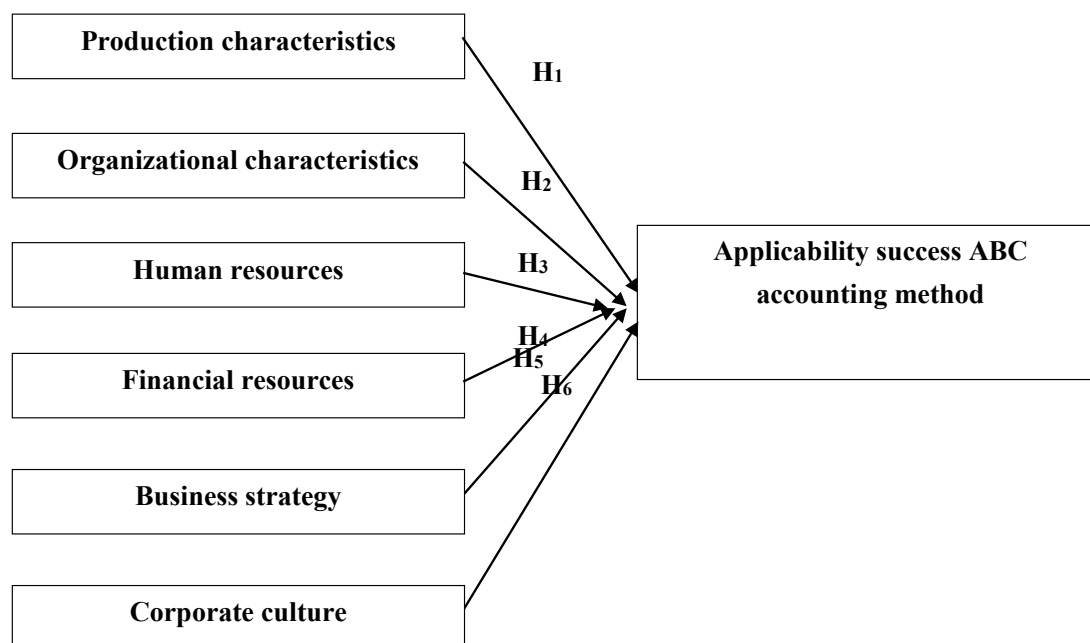 Production characteristics
H1
Organizational characteristics
H2
Human resources
H3
Applicability success ABC
accounting method
H4
H5
Financial resources
H6
Business strategy
Corporate culture